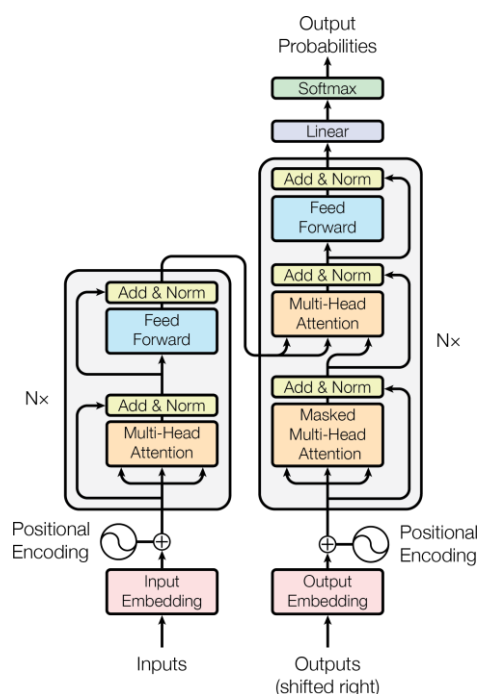 Output
Probabilities
Softmax
Linear
Add & Norm
Feed
Forward
Add & Norm
Multi-Head
Attention
Nx
Add & Norm
Masked
Multi-Head
Attention
Positional
Encoding
Output
Embedding
Outputs
(shifted right)
Add & Norm
Feed
Forward
Nx
Add & Norm
Multi-Head
Attention
Positional
Encoding
Input
Embedding
Inputs